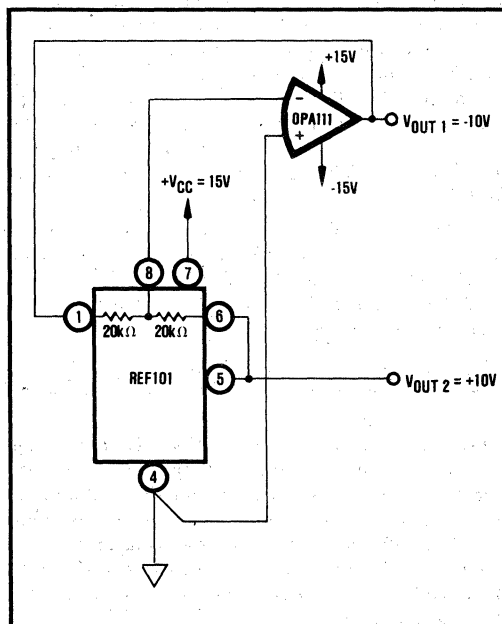 +15V
−
OPA111
+
V_OUT 1 = -10V
-15V
+V_CC = 15V
8
7
1
6
20kΩ
20kΩ
REF101
5
V_OUT 2 = +10V
4